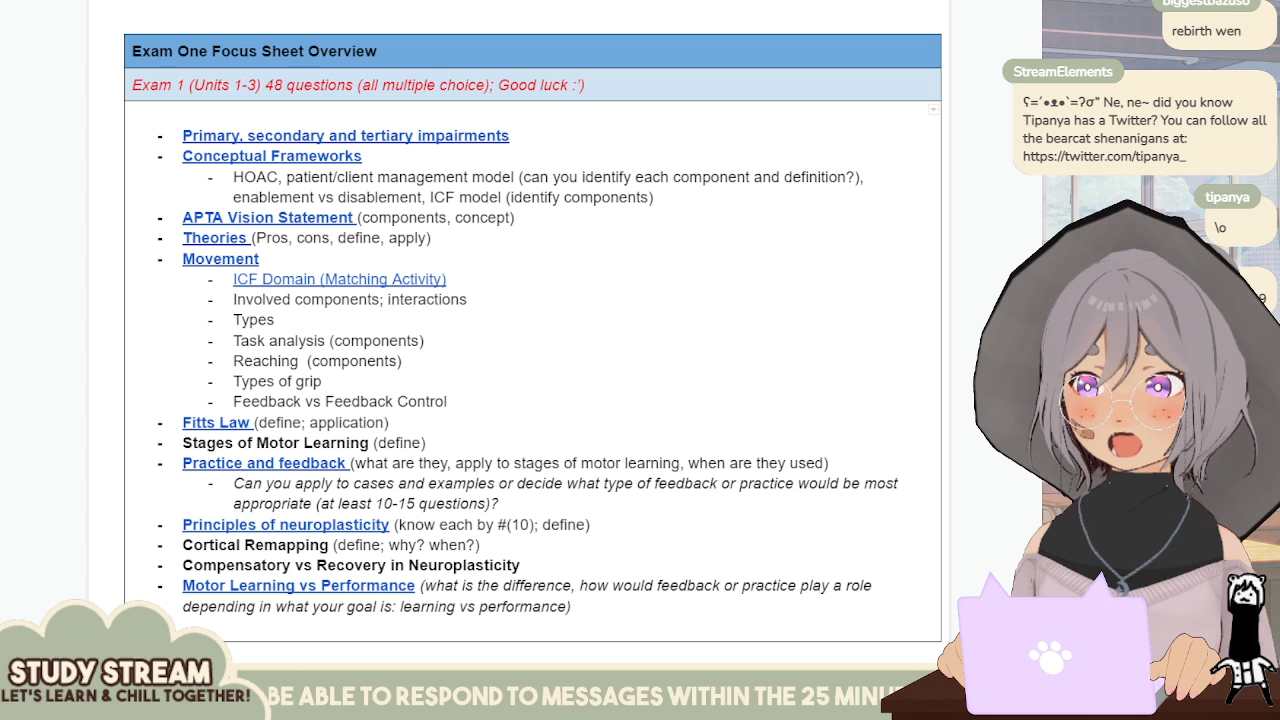 Exam One Focus Sheet Overview
Exam 1 (Units 1-3) 48 questions (all multiple choice); Good luck :')
- Primary, secondary and tertiary impairments
- Conceptual Frameworks
- HOAC, patient/client management model (can you identify each component and definition?),
enablement vs disablement, ICF model (identify components)
- APTA Vision Statement (components, concept)
- Theories (Pros, cons, define, apply)
- Movement
- ICF Domain (Matching Activity)
- Involved components; interactions
- Types
- Task analysis (components)
- Reaching (components)
- Types of grip
- Feedback vs Feedback Control
- Fitts Law (define; application)
- Stages of Motor Learning (define)
- Practice and feedback (what are they, apply to stages of motor learning, when are they used)
- Can you apply to cases and examples or decide what type of feedback or practice would be most
appropriate (at least 10-15 questions)?
- Principles of neuroplasticity (know each by #(10); define)
- Cortical Remapping (define; why? when?)
- Compensatory vs Recovery in Neuroplasticity
- Motor Learning vs Performance (what is the difference, how would feedback or practice play a role
depending in what your goal is: learning vs performance)
rebirth wen
StreamElements
ʕ=´•ᴥ•`=ʔσ" Ne, ne~ did you know
Tipanya has a Twitter? You can follow all
the bearcat shenanigans at:
https://twitter.com/tipanya_
tipanya
\o
STUDY STREAM
LET'S LEARN & CHILL TOGETHER!
BE ABLE TO RESPOND TO MESSAGES WITHIN THE 25